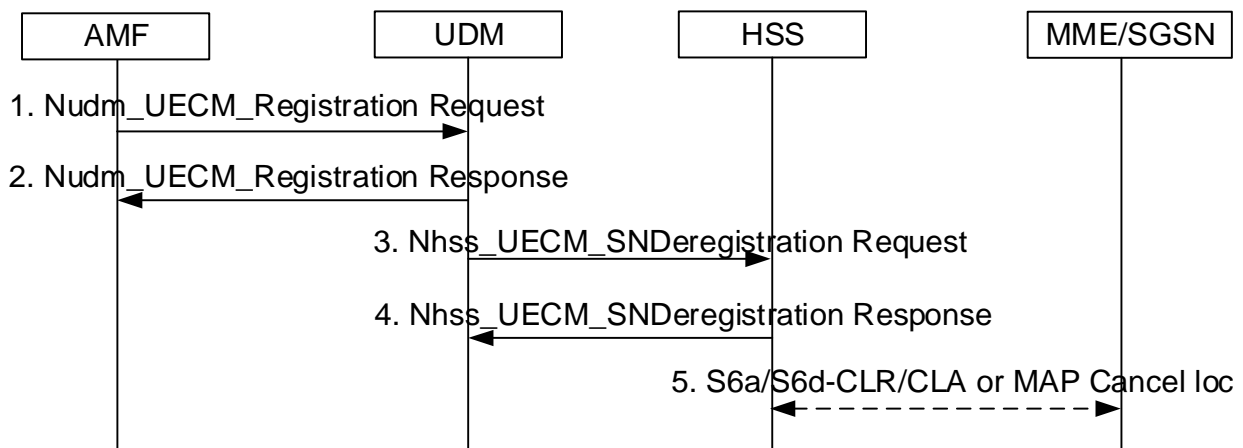 AMF
UDM
HSS
MME/SGSN
1. Nudm_UECM_Registration Request
2. Nudm_UECM_Registration Response
3. Nhss_UECM_SNDeregistration Request
4. Nhss_UECM_SNDeregistration Response
5. S6a/S6d-CLR/CLA or MAP Cancel loc